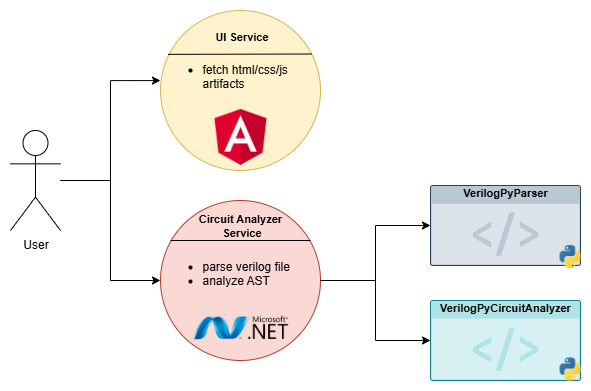 UI Service
fetch html/css/js
artifacts
User
Circuit Analyzer
Service
parse verilog file
analyze AST
Microsoft®
.NET
VerilogPyParser
</>
VerilogPyCircuitAnalyzer
</>